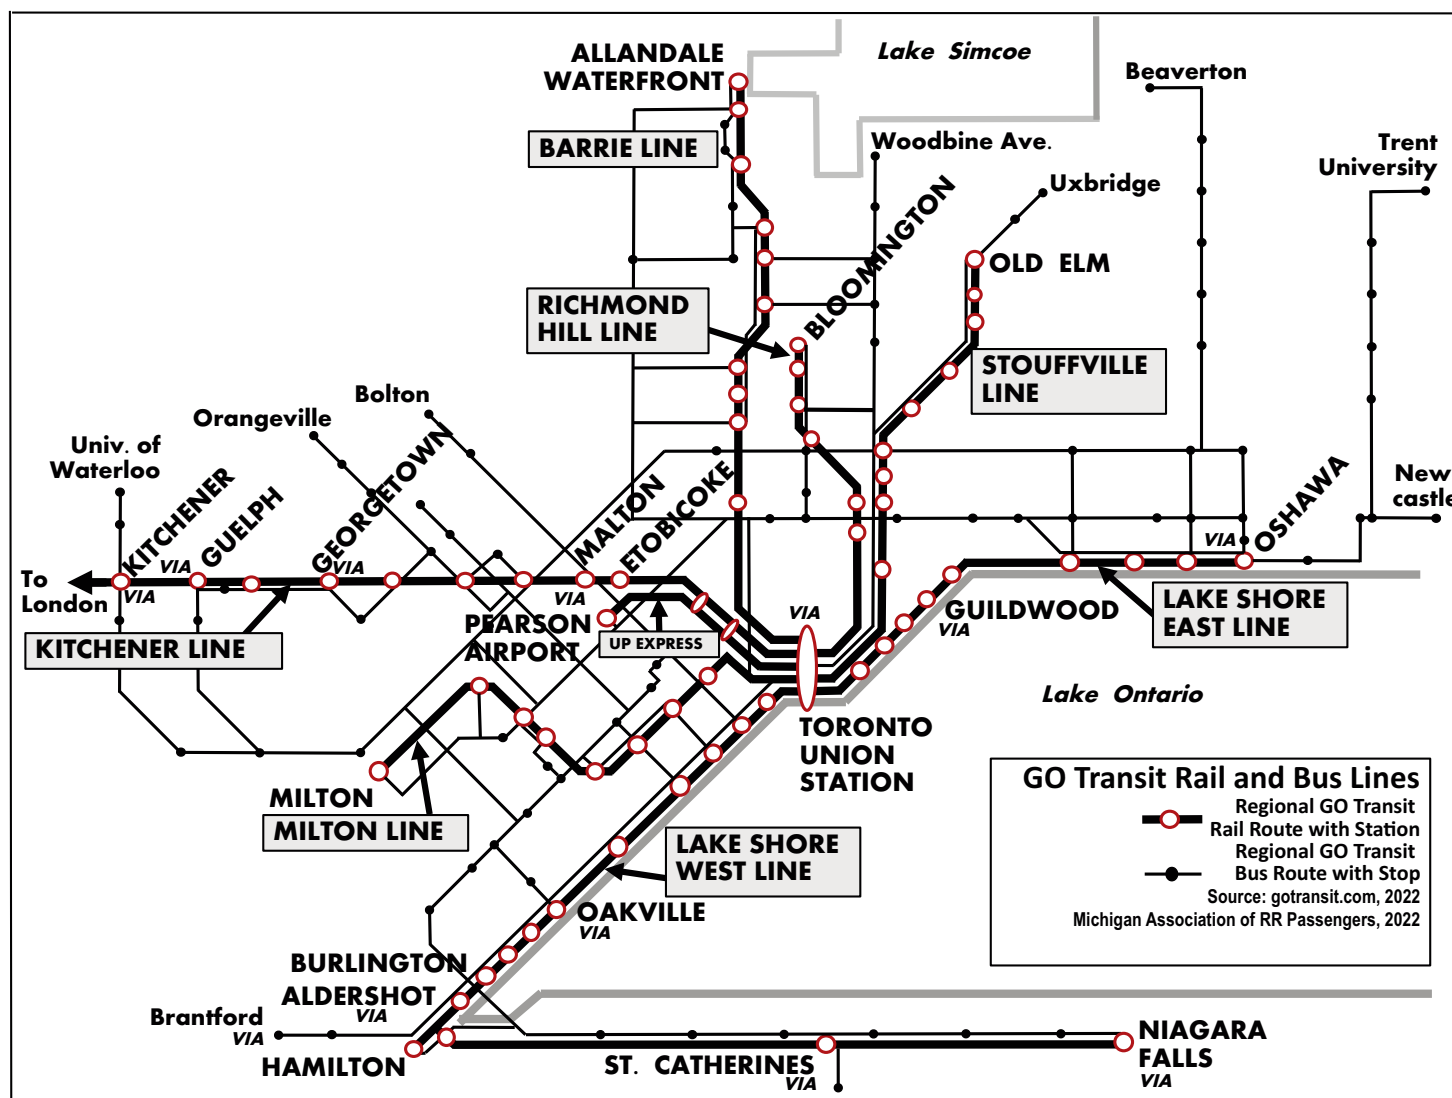 ALLANDALE
WATERFRONT
Lake Simcoe
Beaverton
BARRIE LINE
Woodbine Ave.
Trent
University
Uxbridge
BLOOMINGTON
OLD ELM
RICHMOND
HILL LINE
STOUFFVILLE
LINE
Bolton
Orangeville
Univ. of
Waterloo
KITCHENER
VIA
GUELPH
VIA
GEORGETOWN
VIA
MALTON
VIA
ETOBICOKE
OSHAWA
VIA
New
castle
To
London
KITCHENER LINE
PEARSON
AIRPORT
UP EXPRESS
VIA
GUILDWOOD
VIA
LAKE SHORE
EAST LINE
Lake Ontario
TORONTO
UNION
STATION
MILTON
MILTON LINE
LAKE SHORE
WEST LINE
OAKVILLE
VIA
BURLINGTON
ALDERSHOT
VIA
Brantford
VIA
HAMILTON
ST. CATHERINES
VIA
NIAGARA
FALLS
VIA
GO Transit Rail and Bus Lines
Regional GO Transit
Rail Route with Station
Regional GO Transit
Bus Route with Stop
Source: gotransit.com, 2022
Michigan Association of RR Passengers, 2022